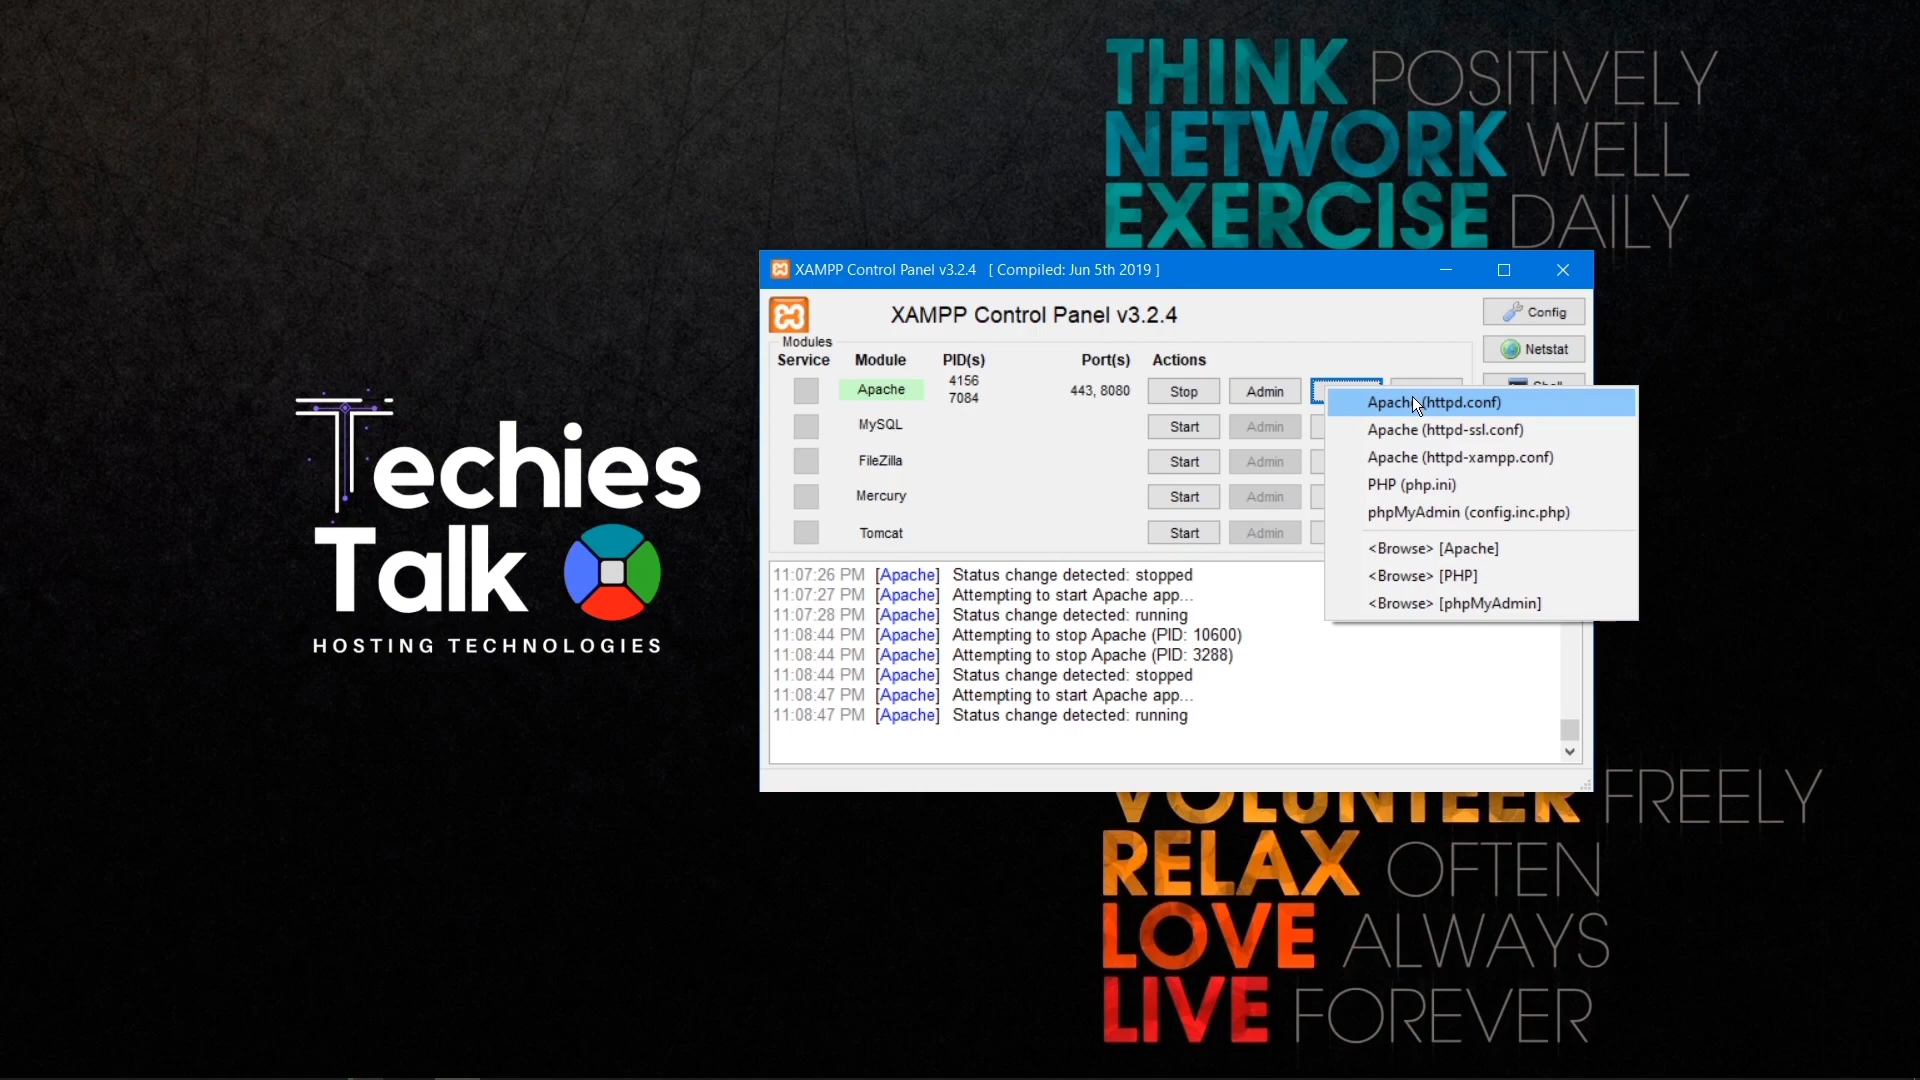 THINK POSITIVELY
NETWORK WELL
EXERCISE DAILY
Techies
Talk
HOSTING TECHNOLOGIES
XAMPP Control Panel v3.2.4 [ Compiled: Jun 5th 2019 ]
XAMPP Control Panel v3.2.4
Config
Netstat
Shell
Modules
Service Module PID(s) Port(s) Actions
Apache 4156 7084 443, 8080 Stop Admin
MySQL Start Admin
FileZilla Start Admin
Mercury Start Admin
Tomcat Start Admin
Apache (httpd.conf)
Apache (httpd-ssl.conf)
Apache (httpd-xampp.conf)
PHP (php.ini)
phpMyAdmin (config.inc.php)
<Browse> [Apache]
<Browse> [PHP]
<Browse> [phpMyAdmin]
11:07:26 PM [Apache] Status change detected: stopped
11:07:27 PM [Apache] Attempting to start Apache app...
11:07:28 PM [Apache] Status change detected: running
11:08:44 PM [Apache] Attempting to stop Apache (PID: 10600)
11:08:44 PM [Apache] Attempting to stop Apache (PID: 3288)
11:08:44 PM [Apache] Status change detected: stopped
11:08:47 PM [Apache] Attempting to start Apache app...
11:08:47 PM [Apache] Status change detected: running
VOLUNTEER FREELY
RELAX OFTEN
LOVE ALWAYS
LIVE FOREVER